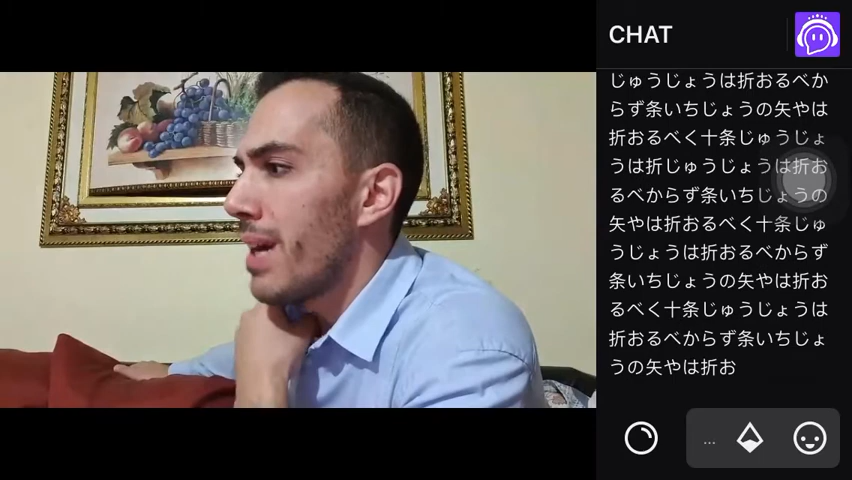 CHAT
じゅうじょうは折おるべか
らず条いちじょうの矢やは
折おるべく十条じゅうじょ
うは折じゅうじょうは折お
るべからず条いちじょうの
矢やは折おるべく十条じゅ
うじょうは折おるべからず
条いちじょうの矢やは折お
るべく十条じゅうじょうは
折おるべからず条いちじょ
うの矢やは折お
...